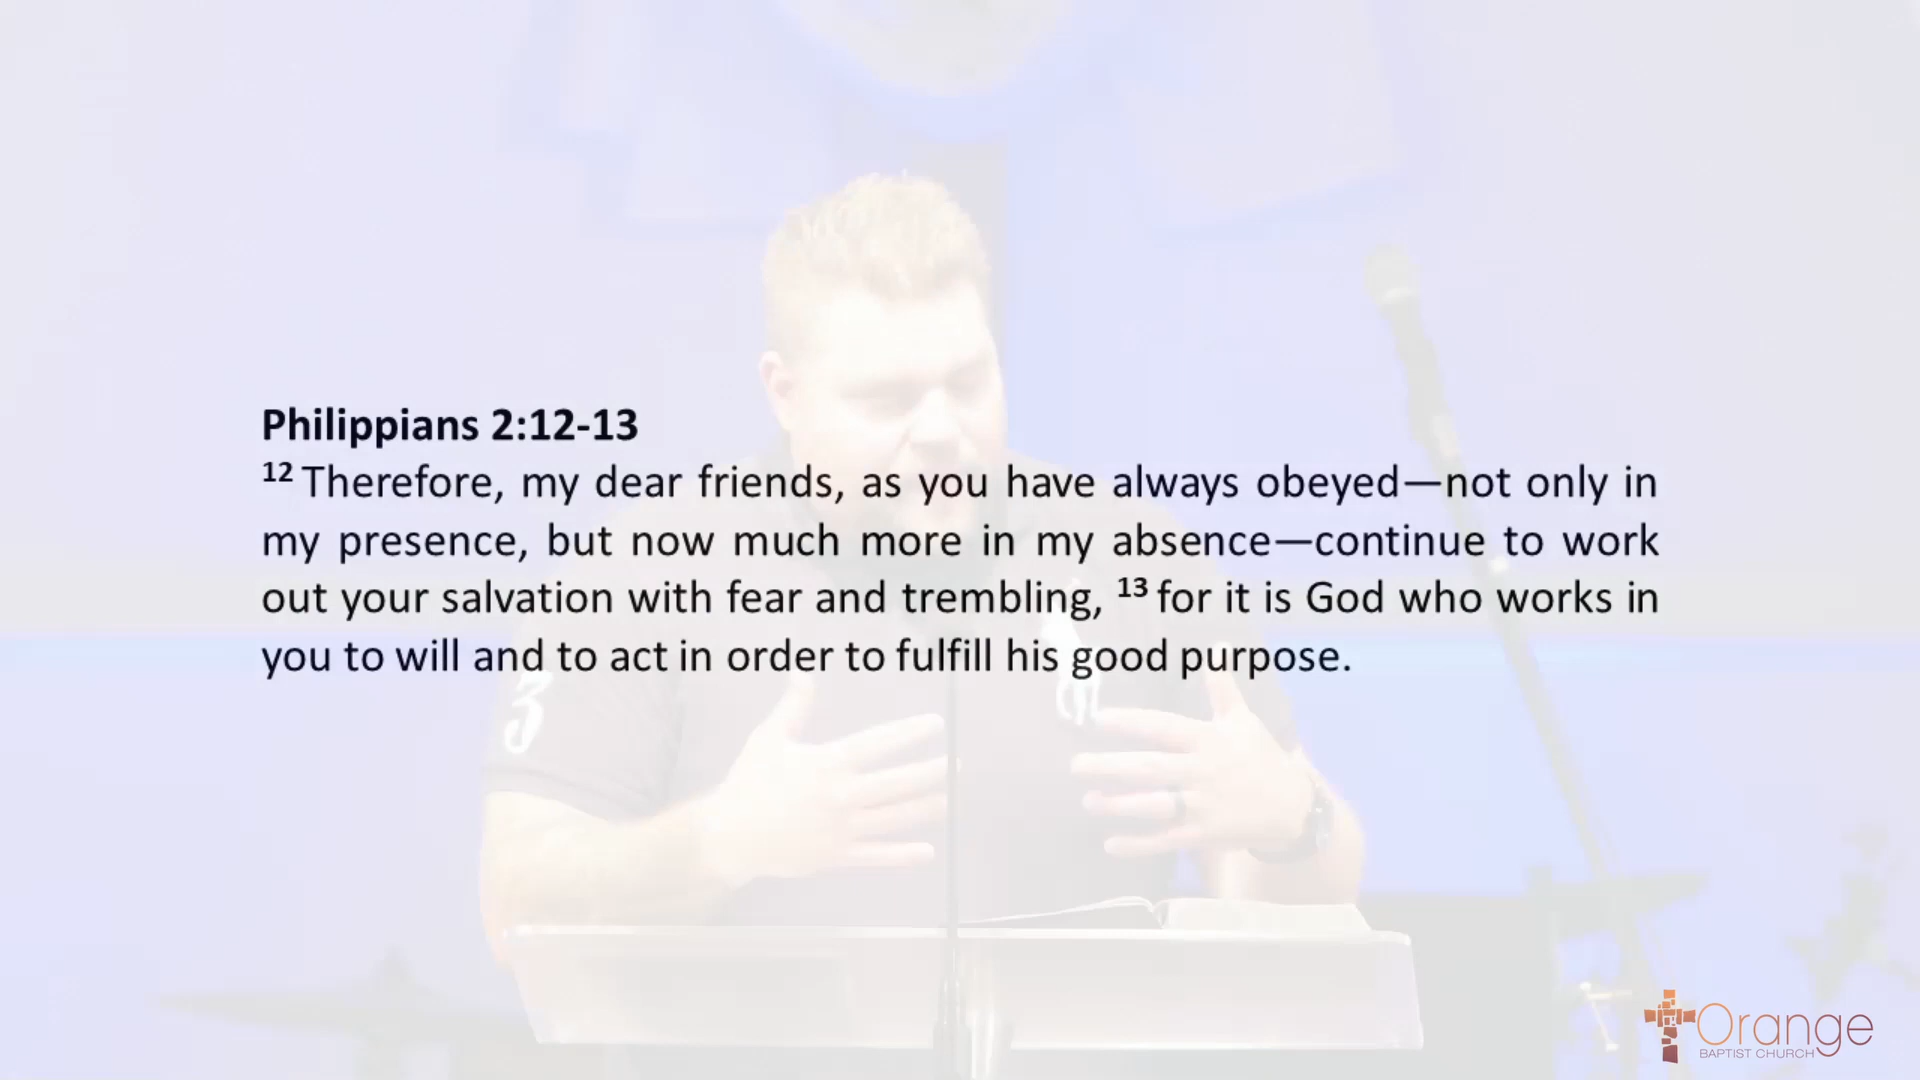 Philippians 2:12-13
12 Therefore, my dear friends, as you have always obeyed—not only in
my presence, but now much more in my absence—continue to work
out your salvation with fear and trembling, 13 for it is God who works in
you to will and to act in order to fulfill his good purpose.
3
Orange
BAPTIST CHURCH